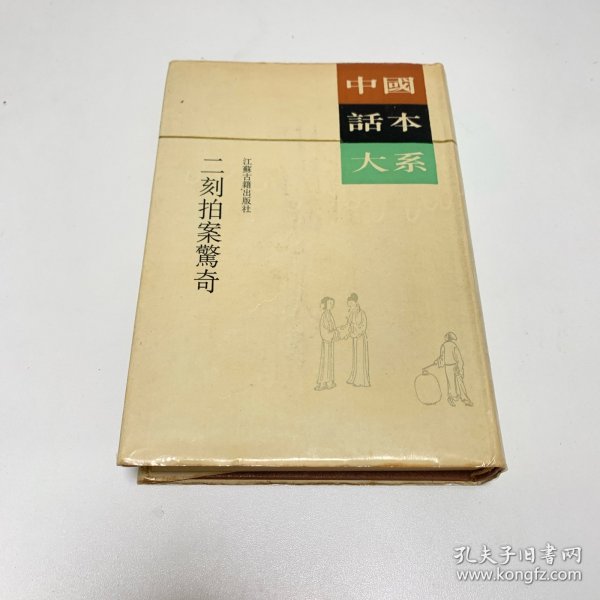 中國
話本
大系
江蘇古籍出版社
二刻拍案驚奇
孔夫子旧书网
www.kongfz.com